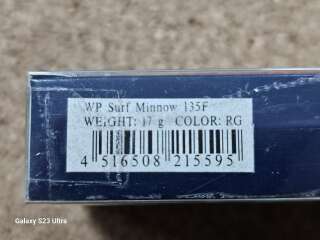 WP Surf Minnow 135F
WEIGHT: 17 g COLOR: RG
4 516508 215595
Galaxy S23 Ultra